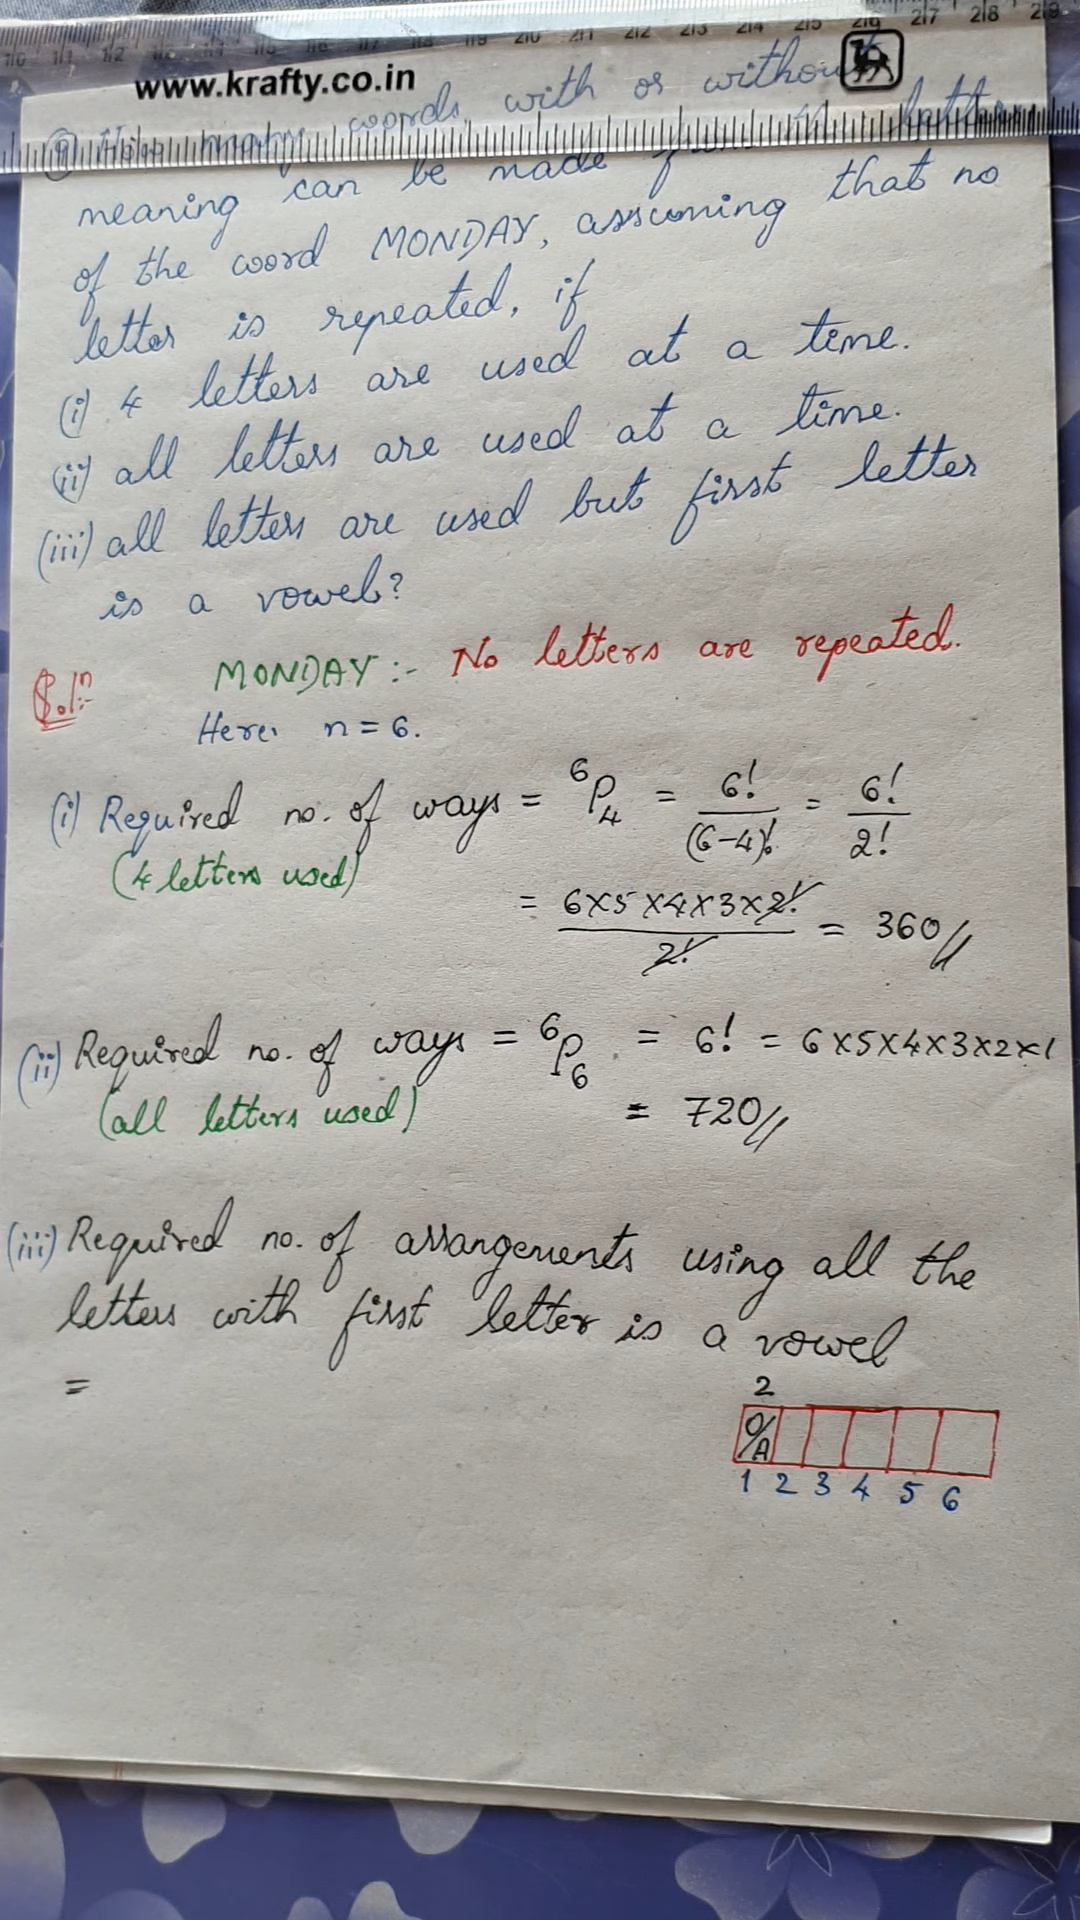 www.krafty.co.in
How many words, with or without
meaning can be made
of the word MONDAY, assuming that no
letter is repeated, if
(i) 4 letters are used at a time.
(ii) all letters are used at a time.
(iii) all letters are used but first letter
is a vowel?
Sol:- MONDAY :- No letters are repeated.
Here, n = 6.
(i) Required no. of ways = ⁶P₄ = 6!/(6-4)! = 6!/2!
(4 letters used)
= 6×5×4×3×2!/2! = 360//
(ii) Required no. of ways = ⁶P₆ = 6! = 6×5×4×3×2×1
(all letters used) = 720//
(iii) Required no. of arrangements using all the
letters with first letter is a vowel
=
2
O/A
1 2 3 4 5 6